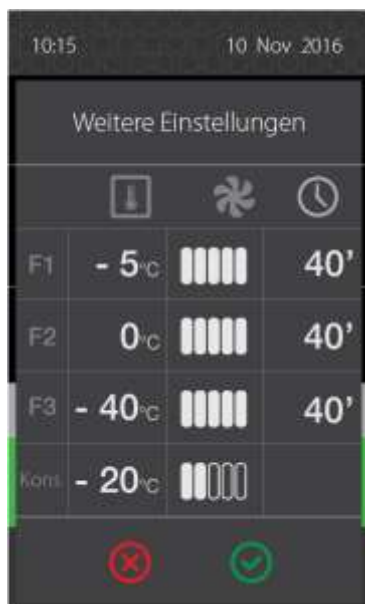 10:15 10 Nov 2016
Weitere Einstellungen
F1 - 5°C 40'
F2 0°C 40'
F3 - 40°C 40'
Kons - 20°C